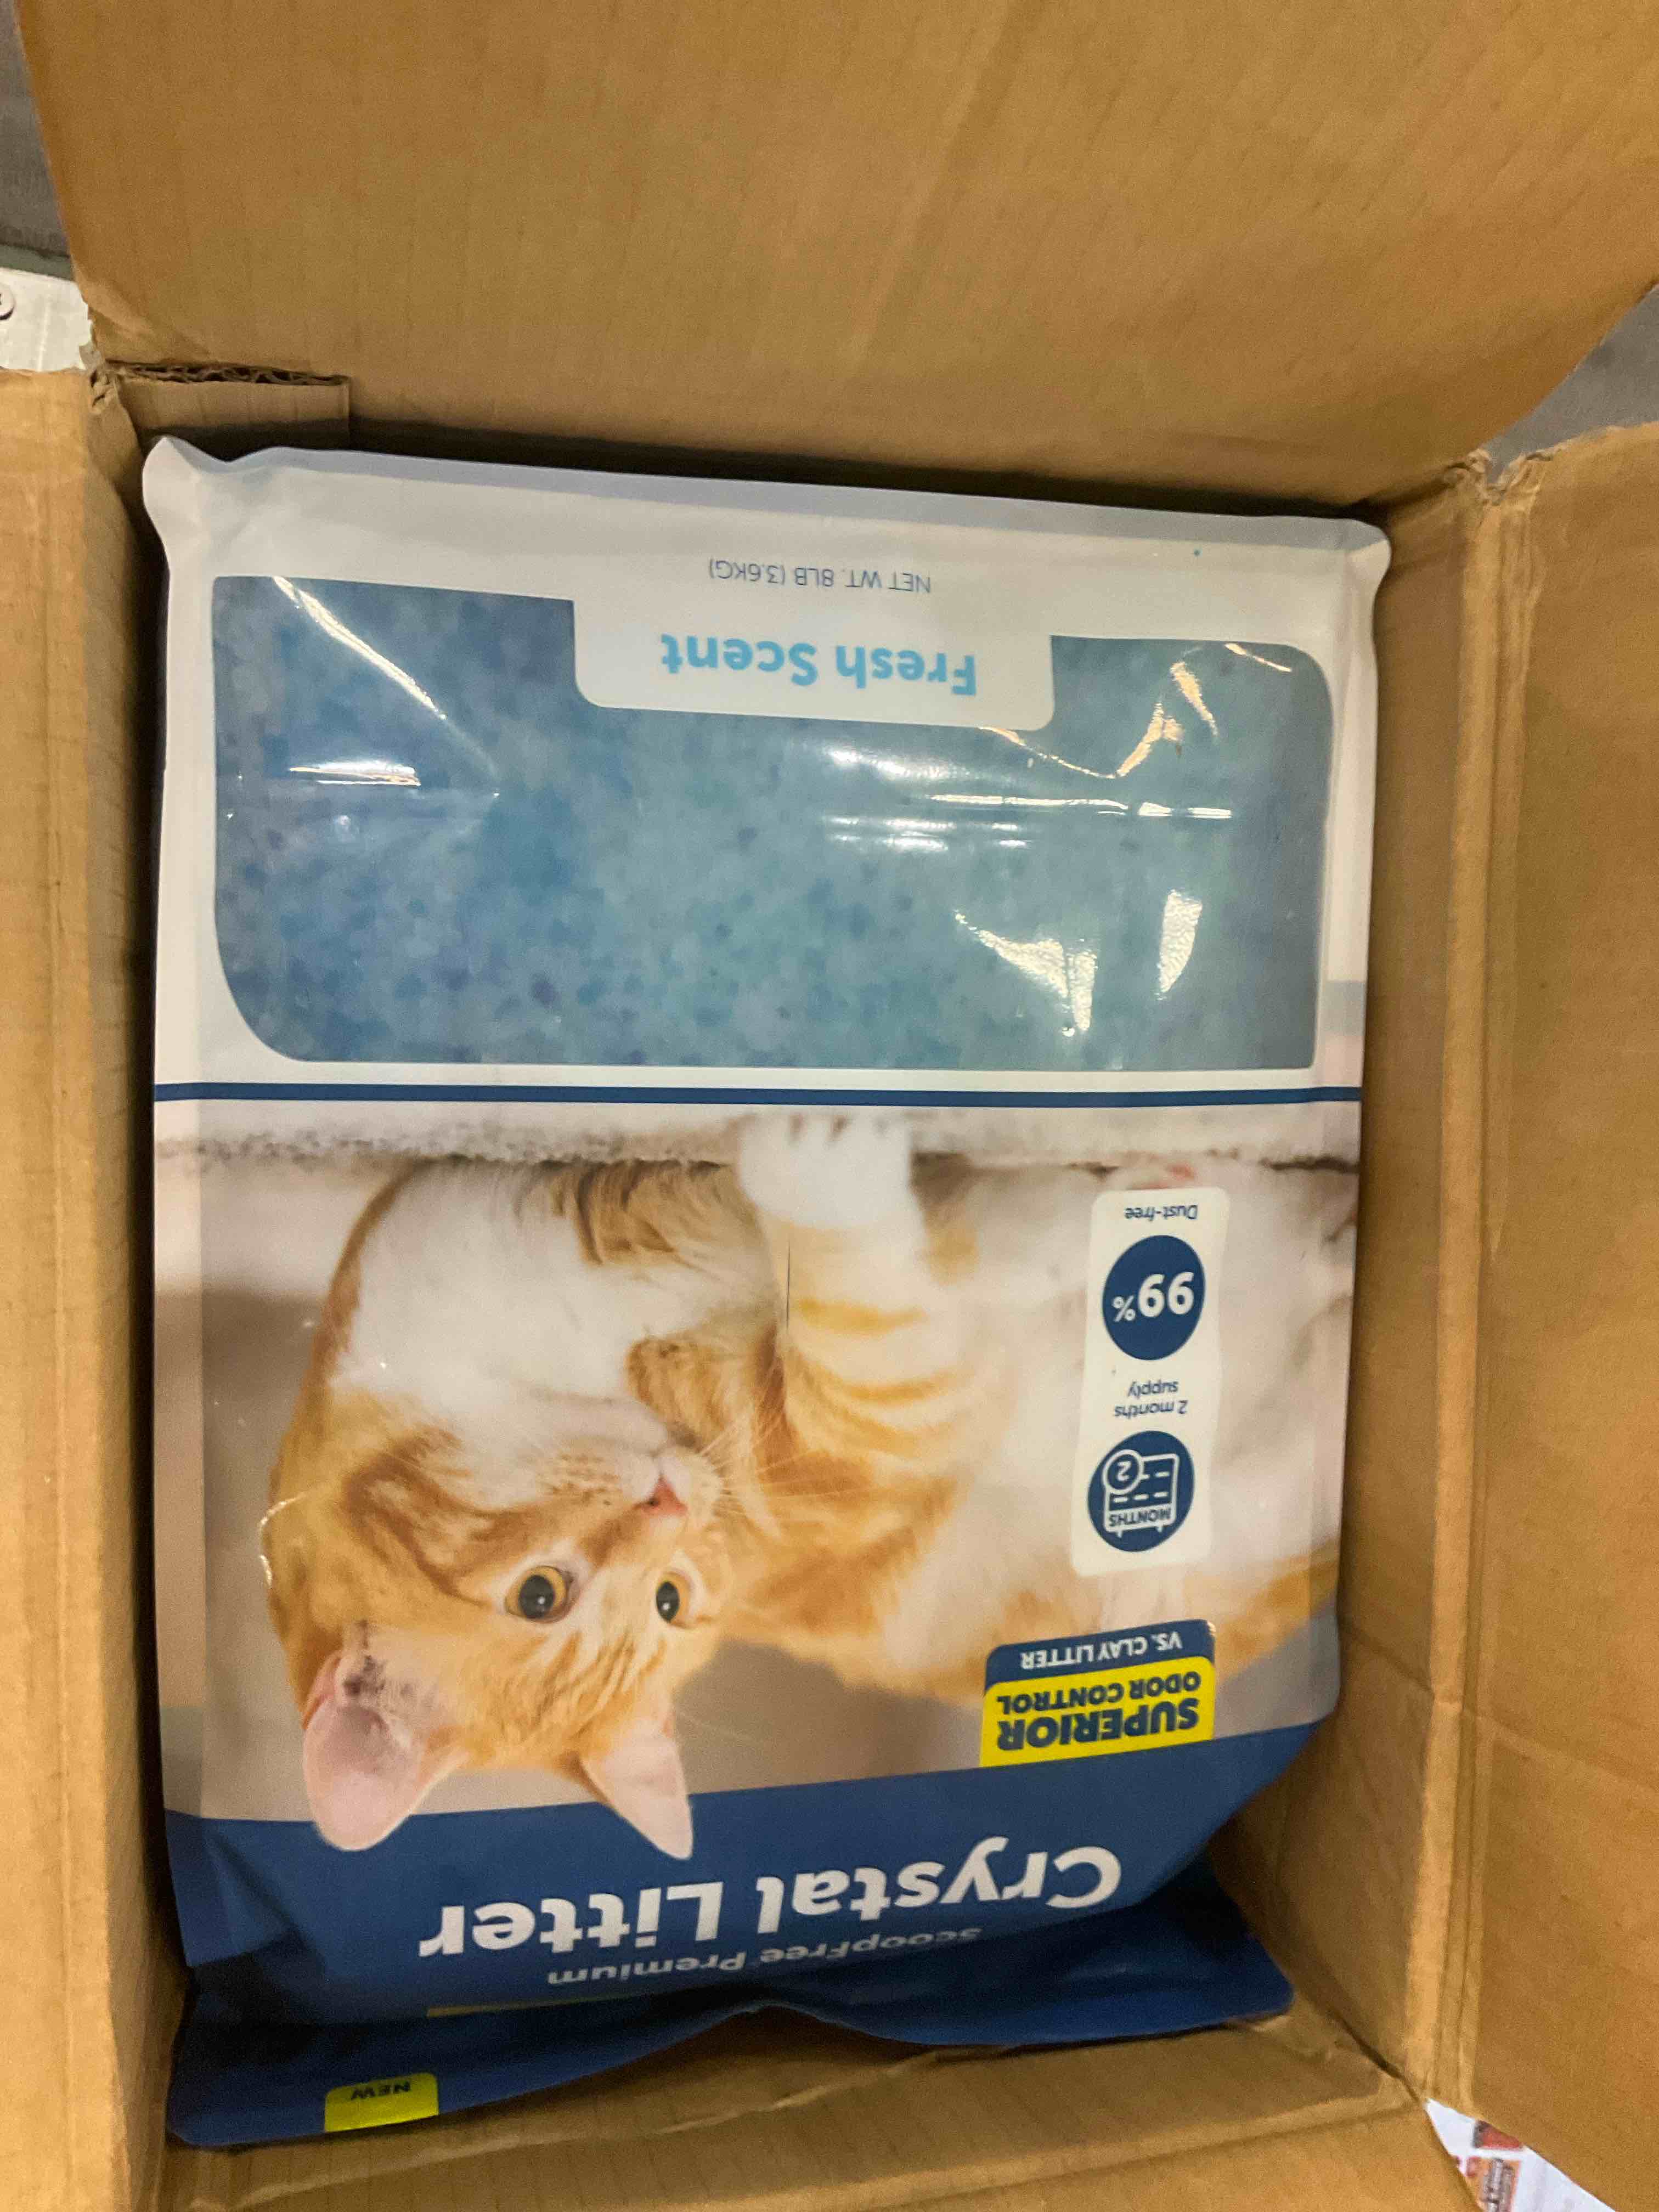 NEW
ScoopFree Premium
Crystal Litter
SUPERIOR
ODOR CONTROL
VS. CLAY LITTER
MONTHS
2
2 months
supply
99%
Dust-free
Fresh Scent
NET WT. 8LB (3.6KG)